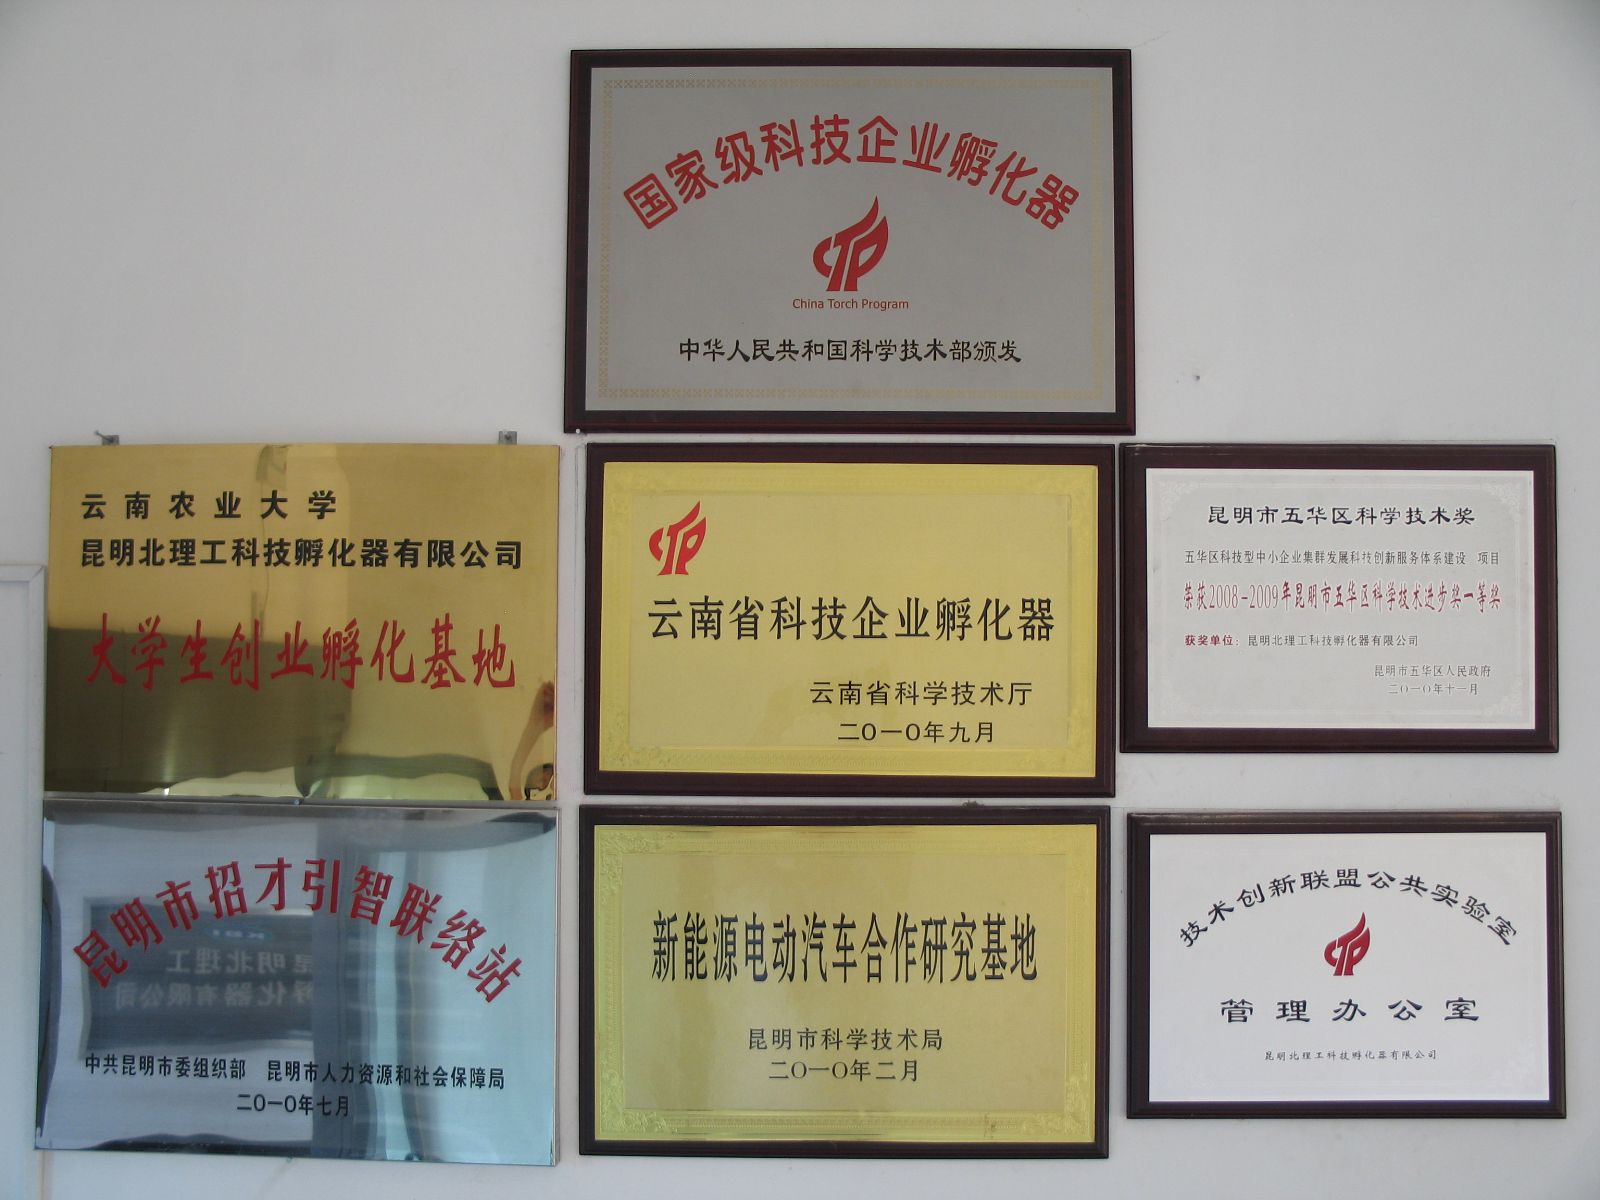 国家级科技企业孵化器
CTP
China Torch Program
中华人民共和国科学技术部颁发
云南农业大学
昆明北理工科技孵化器有限公司
大学生创业孵化基地
CTP
云南省科技企业孵化器
云南省科学技术厅
二〇一〇年九月
昆明市五华区科学技术奖
五华区科技型中小企业集群发展科技创新服务体系建设 项目
荣获2008-2009年昆明市五华区科学技术进步奖一等奖
获奖单位：昆明北理工科技孵化器有限公司
昆明市五华区人民政府
二〇一〇年十一月
昆明市招才引智联络站
中共昆明市委组织部 昆明市人力资源和社会保障局
二〇一〇年七月
新能源电动汽车合作研究基地
昆明市科学技术局
二〇一〇年二月
技术创新联盟公共实验室
CTP
管理办公室
昆明北理工科技孵化器有限公司